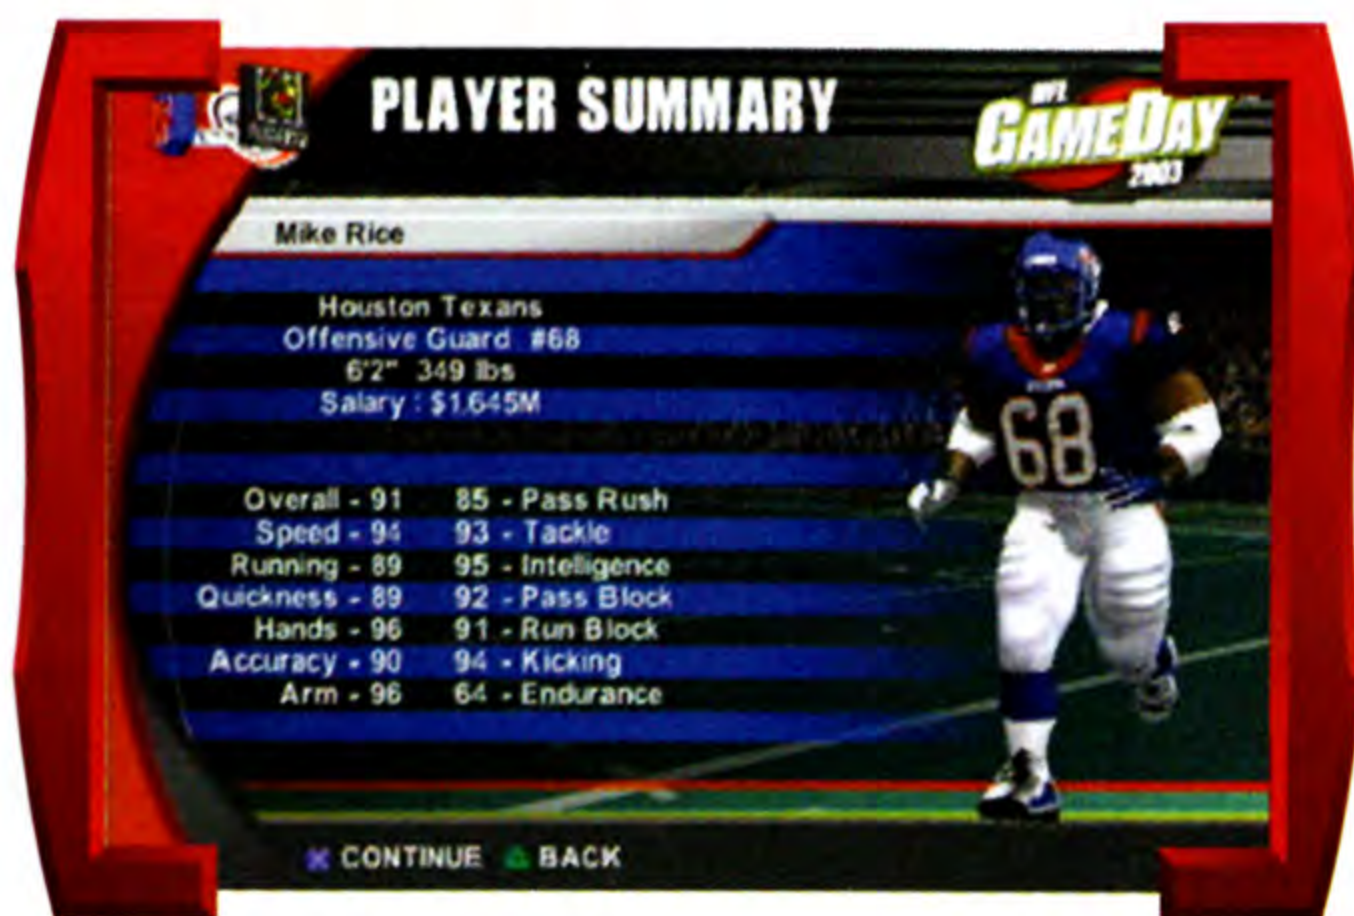 PLAYER SUMMARY
NFL
GAMEDAY
2003
Mike Rice
Houston Texans
Offensive Guard #68
6'2" 349 lbs
Salary : $1.645M
68
Overall - 91 85 - Pass Rush
Speed - 94 93 - Tackle
Running - 89 95 - Intelligence
Quickness - 89 92 - Pass Block
Hands - 96 91 - Run Block
Accuracy - 90 94 - Kicking
Arm - 96 64 - Endurance
CONTINUE BACK